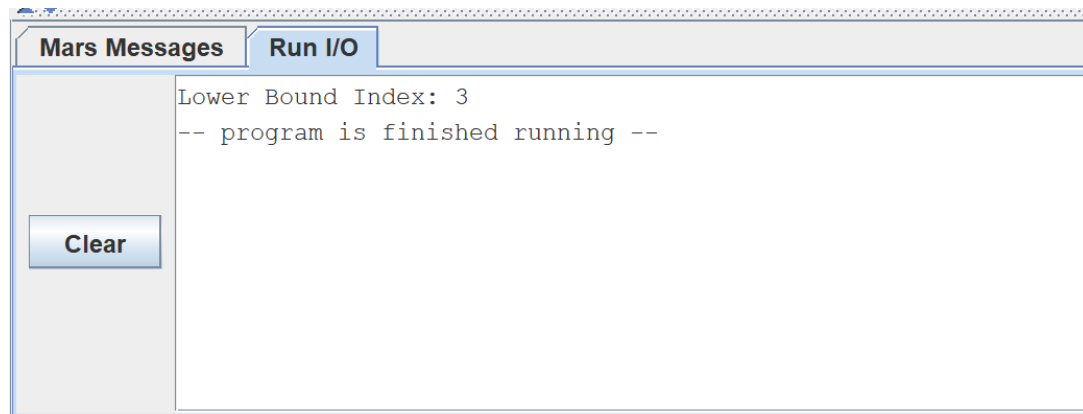 Mars Messages Run I/O
Lower Bound Index: 3
-- program is finished running --
Clear